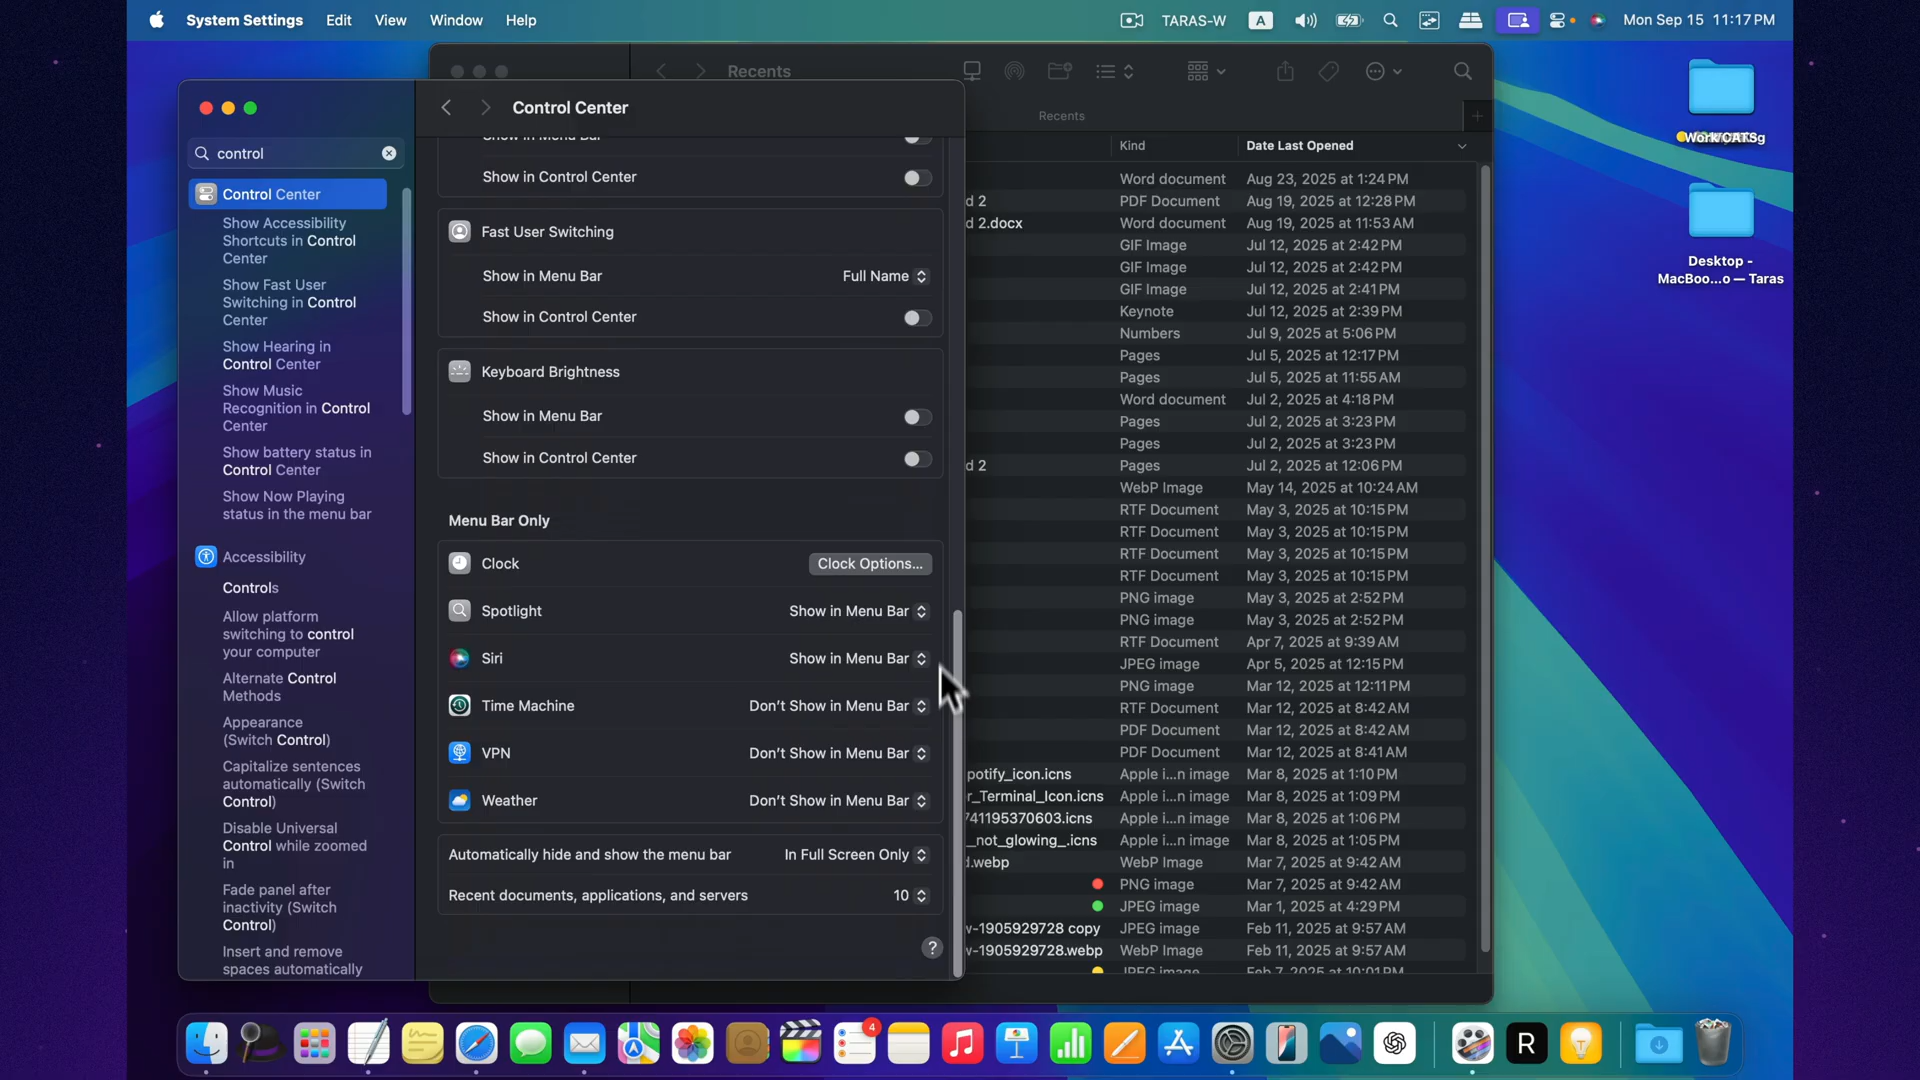 System Settings Edit View Window Help
TARAS-W A Mon Sep 15 11:17 PM
Recents
Recents
Kind Date Last Opened
Word document Aug 23, 2025 at 1:24 PM
d 2 PDF Document Aug 19, 2025 at 12:28 PM
d 2.docx Word document Aug 19, 2025 at 11:53 AM
GIF Image Jul 12, 2025 at 2:42 PM
GIF Image Jul 12, 2025 at 2:42 PM
GIF Image Jul 12, 2025 at 2:41 PM
Keynote Jul 12, 2025 at 2:39 PM
Numbers Jul 9, 2025 at 5:06 PM
Pages Jul 5, 2025 at 12:17 PM
Pages Jul 5, 2025 at 11:55 AM
Word document Jul 2, 2025 at 4:18 PM
Pages Jul 2, 2025 at 3:23 PM
Pages Jul 2, 2025 at 3:23 PM
d 2 Pages Jul 2, 2025 at 12:06 PM
WebP Image May 14, 2025 at 10:24 AM
RTF Document May 3, 2025 at 10:15 PM
RTF Document May 3, 2025 at 10:15 PM
RTF Document May 3, 2025 at 10:15 PM
RTF Document May 3, 2025 at 10:15 PM
PNG image May 3, 2025 at 2:52 PM
PNG image May 3, 2025 at 2:52 PM
RTF Document Apr 7, 2025 at 9:39 AM
JPEG image Apr 5, 2025 at 12:15 PM
PNG image Mar 12, 2025 at 12:11 PM
RTF Document Mar 12, 2025 at 8:42 AM
PDF Document Mar 12, 2025 at 8:42 AM
PDF Document Mar 12, 2025 at 8:41 AM
potify_icon.icns Apple i...n image Mar 8, 2025 at 1:10 PM
r_Terminal_Icon.icns Apple i...n image Mar 8, 2025 at 1:09 PM
741195370603.icns Apple i...n image Mar 8, 2025 at 1:06 PM
_not_glowing_.icns Apple i...n image Mar 8, 2025 at 1:05 PM
d.webp WebP Image Mar 7, 2025 at 9:42 AM
PNG image Mar 7, 2025 at 9:42 AM
JPEG image Mar 1, 2025 at 4:29 PM
v-1905929728 copy JPEG image Feb 11, 2025 at 9:57 AM
v-1905929728.webp WebP Image Feb 11, 2025 at 9:57 AM
JPEG image Feb 7, 2025 at 10:01 PM
control
Control Center
Show Accessibility
Shortcuts in Control
Center
Show Fast User
Switching in Control
Center
Show Hearing in
Control Center
Show Music
Recognition in Control
Center
Show battery status in
Control Center
Show Now Playing
status in the menu bar
Accessibility
Controls
Allow platform
switching to control
your computer
Alternate Control
Methods
Appearance
(Switch Control)
Capitalize sentences
automatically (Switch
Control)
Disable Universal
Control while zoomed
in
Fade panel after
inactivity (Switch
Control)
Insert and remove
spaces automatically
Control Center
Show in Menu Bar
Show in Control Center
Fast User Switching
Show in Menu Bar Full Name
Show in Control Center
Keyboard Brightness
Show in Menu Bar
Show in Control Center
Menu Bar Only
Clock Clock Options...
Spotlight Show in Menu Bar
Siri Show in Menu Bar
Time Machine Don't Show in Menu Bar
VPN Don't Show in Menu Bar
Weather Don't Show in Menu Bar
Automatically hide and show the menu bar In Full Screen Only
Recent documents, applications, and servers 10
?
Desktop -
MacBoo...o — Taras
4
R